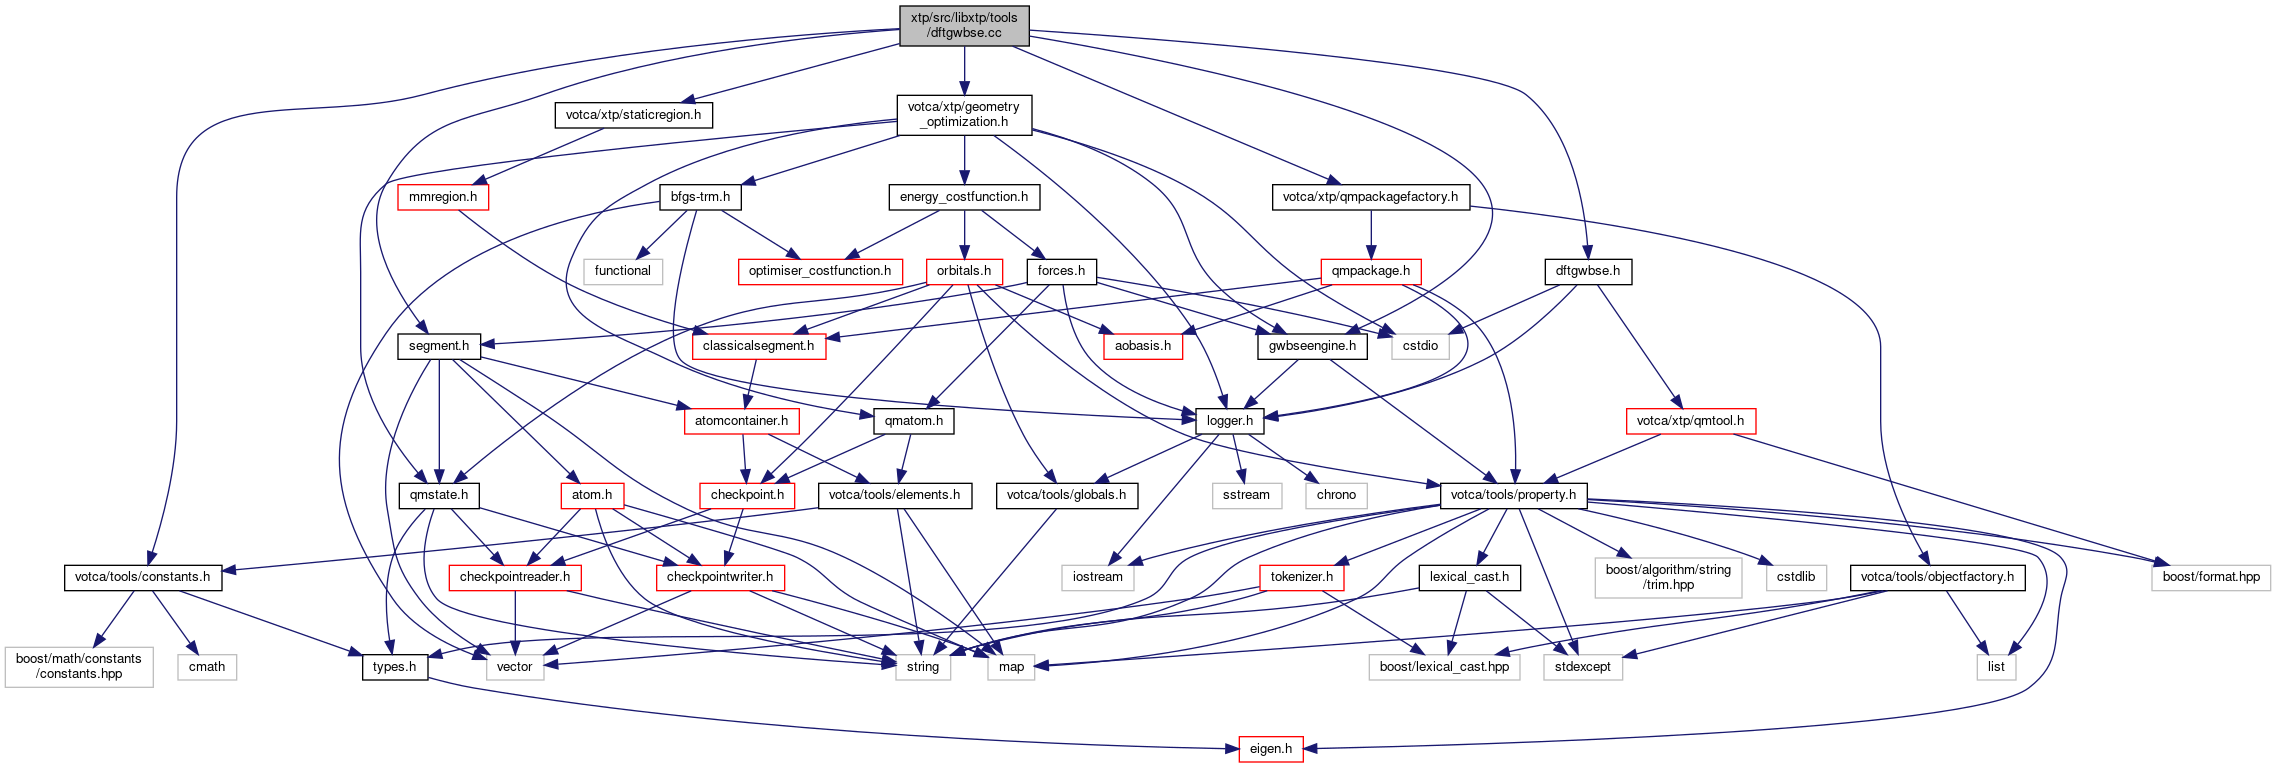 xtp/src/libxtp/tools
/dftgwbse.cc
votca/xtp/staticregion.h
votca/xtp/geometry
_optimization.h
mmregion.h
bfgs-trm.h
energy_costfunction.h
votca/xtp/qmpackagefactory.h
functional
optimiser_costfunction.h
orbitals.h
forces.h
qmpackage.h
dftgwbse.h
segment.h
classicalsegment.h
aobasis.h
gwbseengine.h
cstdio
atomcontainer.h
qmatom.h
logger.h
votca/xtp/qmtool.h
qmstate.h
atom.h
checkpoint.h
votca/tools/elements.h
votca/tools/globals.h
sstream
chrono
votca/tools/property.h
votca/tools/constants.h
checkpointreader.h
checkpointwriter.h
iostream
tokenizer.h
lexical_cast.h
boost/algorithm/string
/trim.hpp
cstdlib
votca/tools/objectfactory.h
boost/format.hpp
boost/math/constants
/constants.hpp
cmath
types.h
vector
string
map
boost/lexical_cast.hpp
stdexcept
list
eigen.h